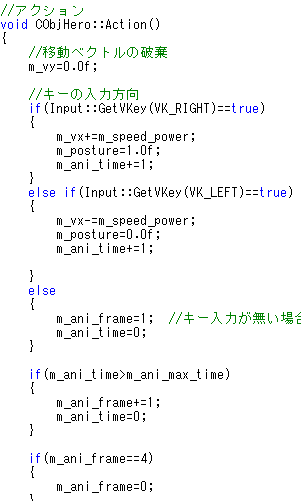 //アクション
void CObjHero::Action()
{
//移動ベクトルの破棄
m_vy=0.0f;
//キーの入力方向
if(Input::GetVKey(VK_RIGHT)==true)
{
m_vx+=m_speed_power;
m_posture=1.0f;
m_ani_time+=1;
}
else if(Input::GetVKey(VK_LEFT)==true)
{
m_vx-=m_speed_power;
m_posture=0.0f;
m_ani_time+=1;
}
else
{
m_ani_frame=1; //キー入力が無い場合
m_ani_time=0;
}
if(m_ani_time>m_ani_max_time)
{
m_ani_frame+=1;
m_ani_time=0;
}
if(m_ani_frame==4)
{
m_ani_frame=0;
}